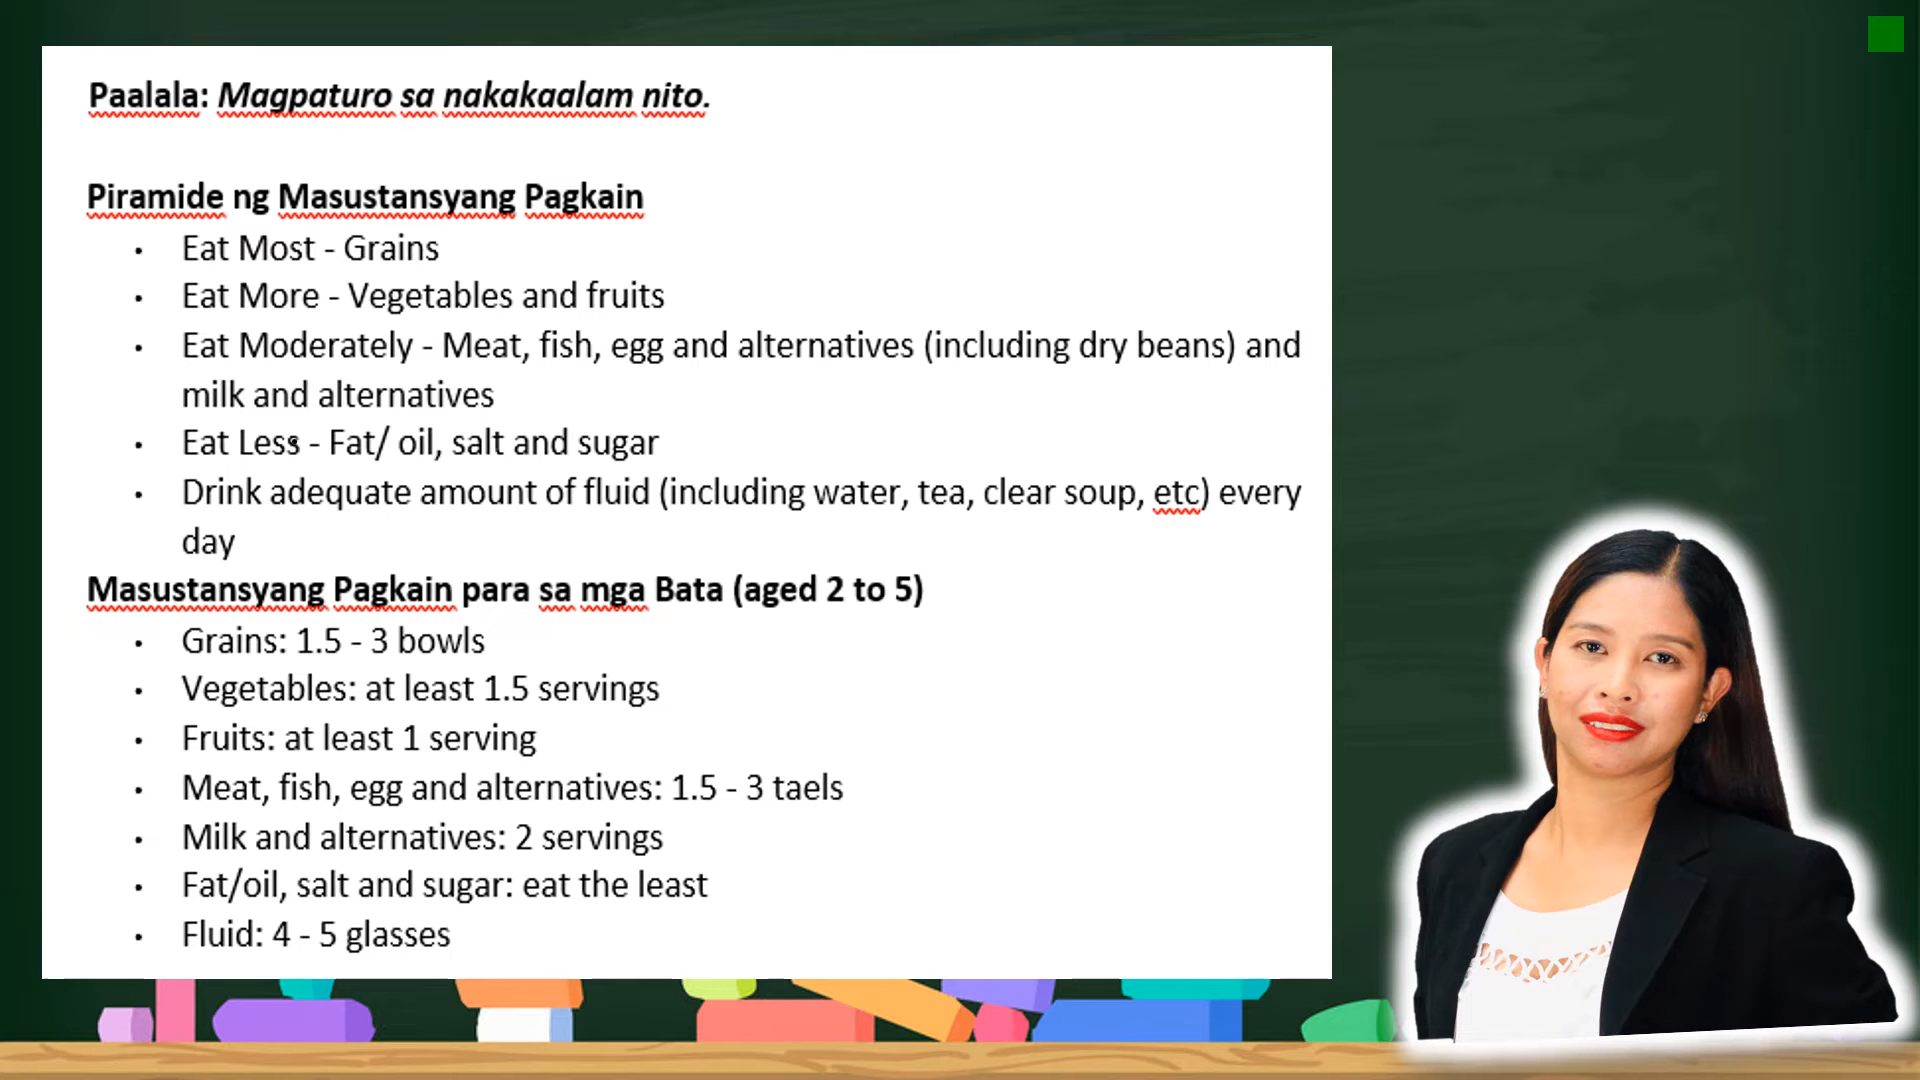 Paalala: Magpaturo sa nakakaalam nito.
Piramide ng Masustansyang Pagkain
• Eat Most - Grains
• Eat More - Vegetables and fruits
• Eat Moderately - Meat, fish, egg and alternatives (including dry beans) and
milk and alternatives
• Eat Less - Fat/ oil, salt and sugar
• Drink adequate amount of fluid (including water, tea, clear soup, etc) every
day
Masustansyang Pagkain para sa mga Bata (aged 2 to 5)
• Grains: 1.5 - 3 bowls
• Vegetables: at least 1.5 servings
• Fruits: at least 1 serving
• Meat, fish, egg and alternatives: 1.5 - 3 taels
• Milk and alternatives: 2 servings
• Fat/oil, salt and sugar: eat the least
• Fluid: 4 - 5 glasses